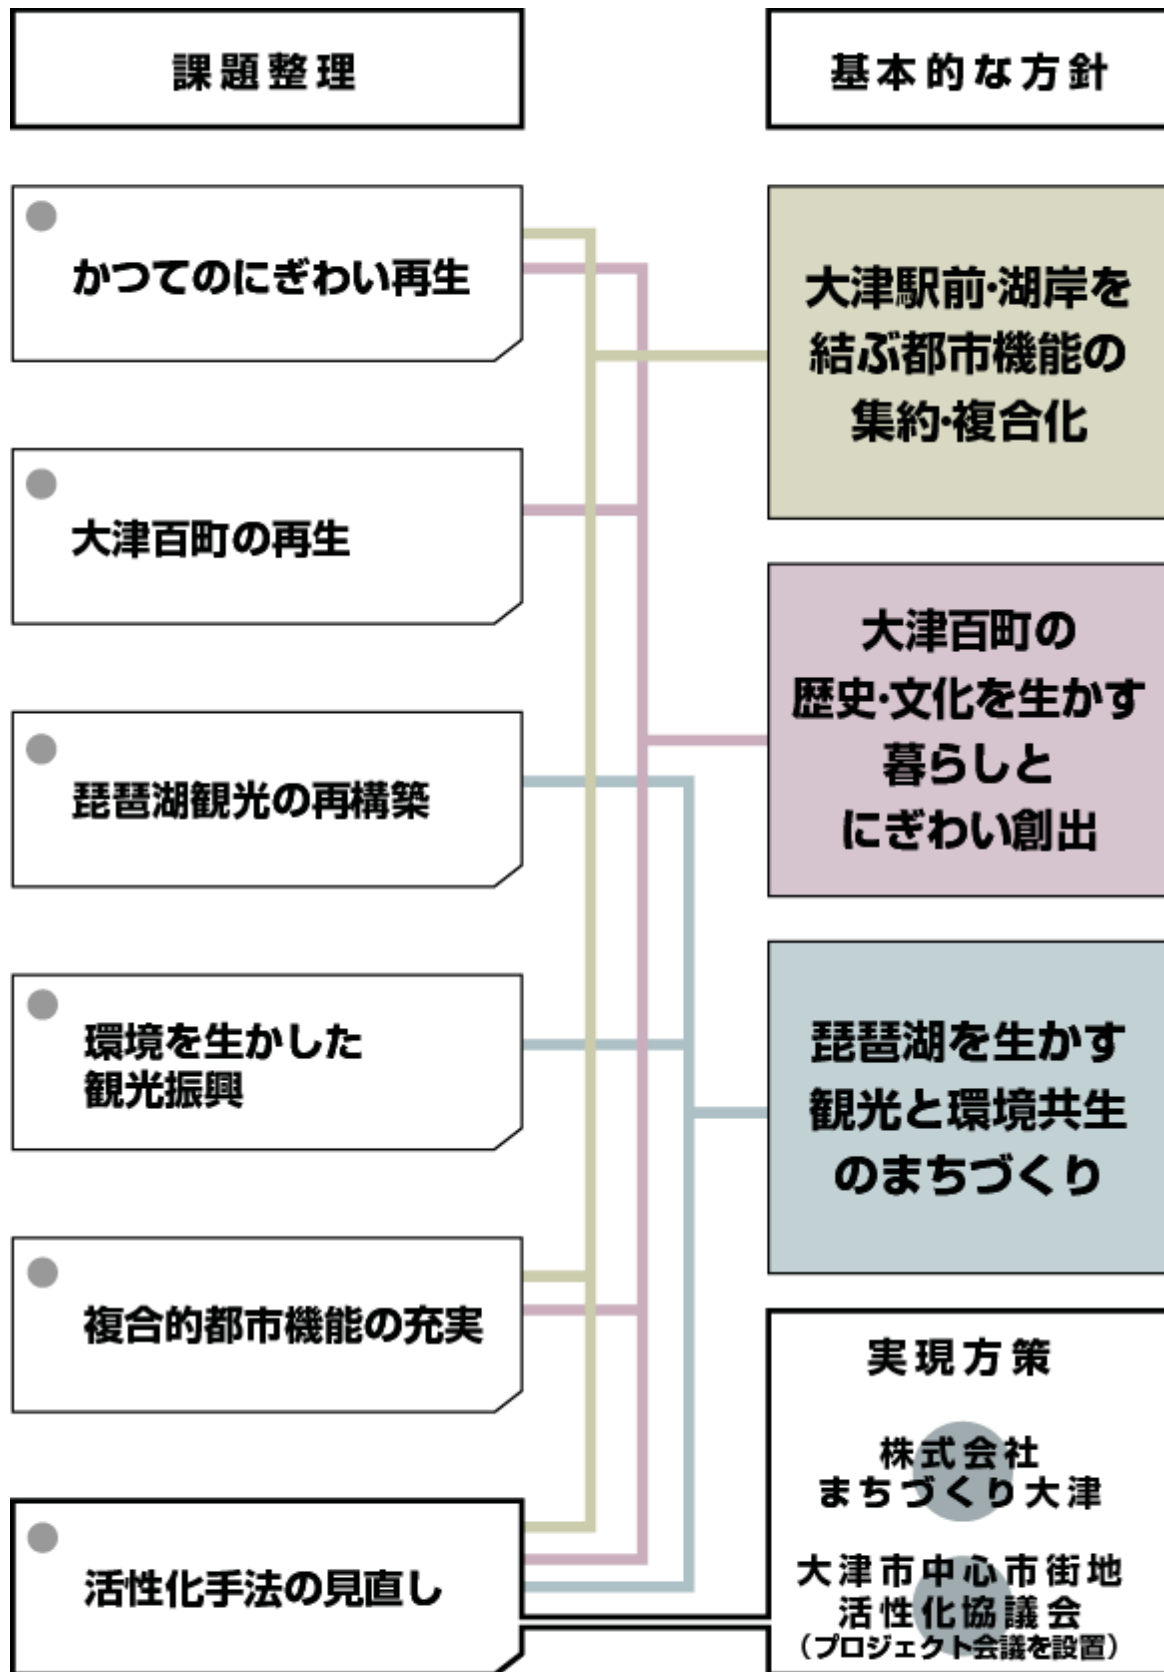 課題整理
かつてのにぎわい再生
大津百町の再生
琵琶湖観光の再構築
環境を生かした
観光振興
複合的都市機能の充実
活性化手法の見直し
基本的な方針
大津駅前・湖岸を
結ぶ都市機能の
集約・複合化
大津百町の
歴史・文化を生かす
暮らしと
にぎわい創出
琵琶湖を生かす
観光と環境共生
のまちづくり
実現方策
株式会社
まちづくり大津
大津市中心市街地
活性化協議会
（プロジェクト会議を設置）